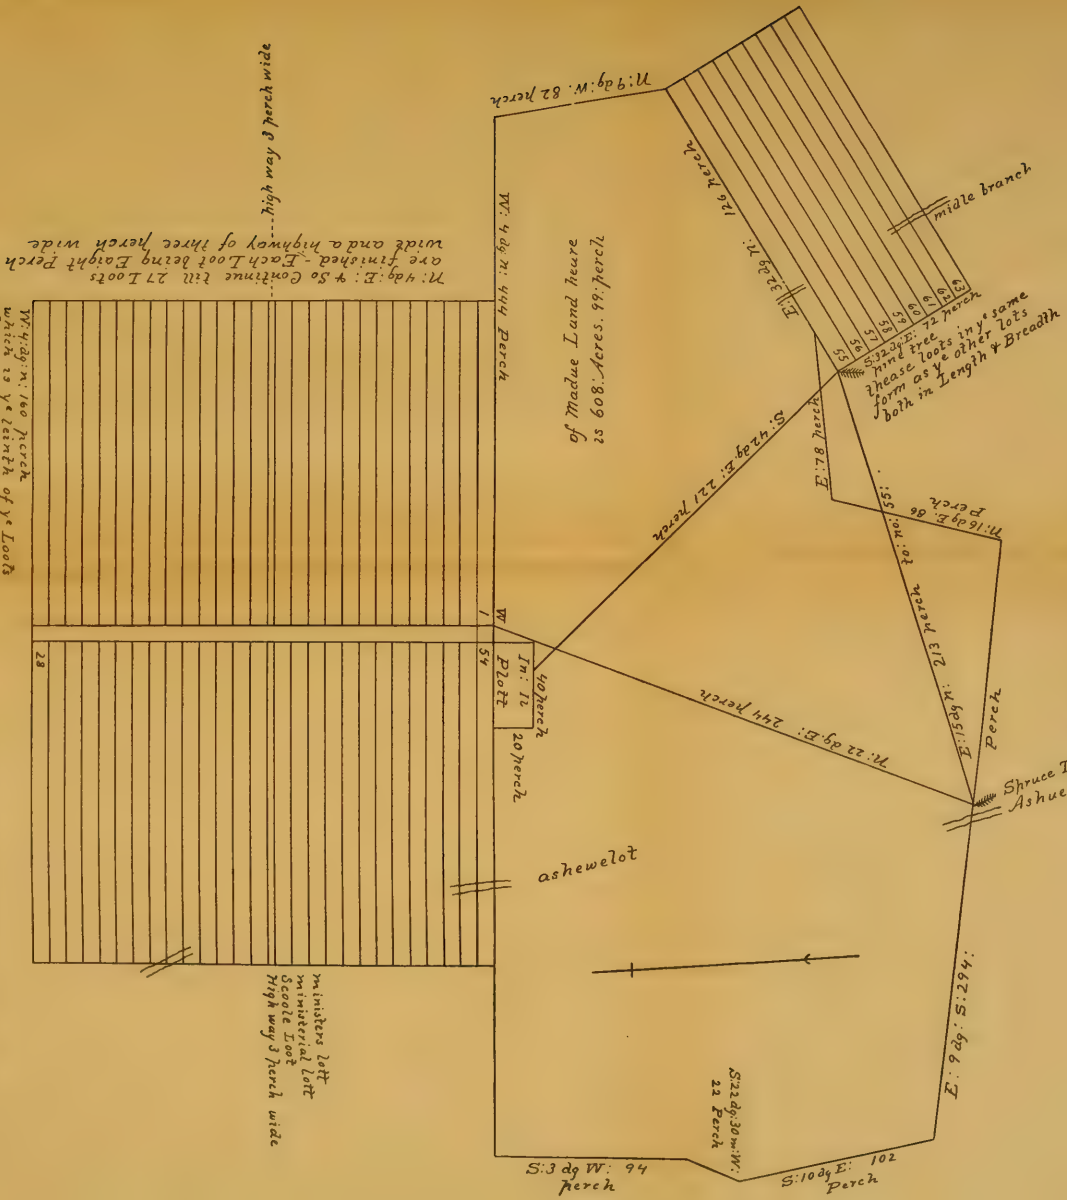 high way 3 perch wide
N: 9 dg: W: 82 perch
N: 4 dg: E: & So Continue till 27 Loots
are finished - Each Loot being Eaight Perch
wide and a highway of three perch wide
W: 4 dg: n: 444 Perch
of Madue Land heare
is 608: Acres. 99: perch
126 perch
E: 32 dg n:
midle branch
63
62
61
60
59
58
57
56
55
S: 32 dg: E: 72 perch
pine tree
thease loots in yᵉ same
form as yᵉ other lots
both in Length & Breadth
W: 4: dg: n: 160 perch
which is yᵉ leinth of yᵉ Loots
S: 42 dg: E: 221 perch
E: 78 perch
N: 16 dg E: 86
Perch
E: 15 dg n: 213 perch to: no: 55:
Perch
1
W
28
54
In: 12
Plott
40 perch
20 perch
N: 22 dg: E: 244 perch
Spruce
Ashue
ashewelot
E: 9 dg: S: 294:
ministers lott
ministerial lott
Scoole Loot
High way 3 perch wide
S: 22 dg: 30 m: W:
22 Perch
S: 3 dg W: 94
perch
S: 10 dg E: 102
Perch